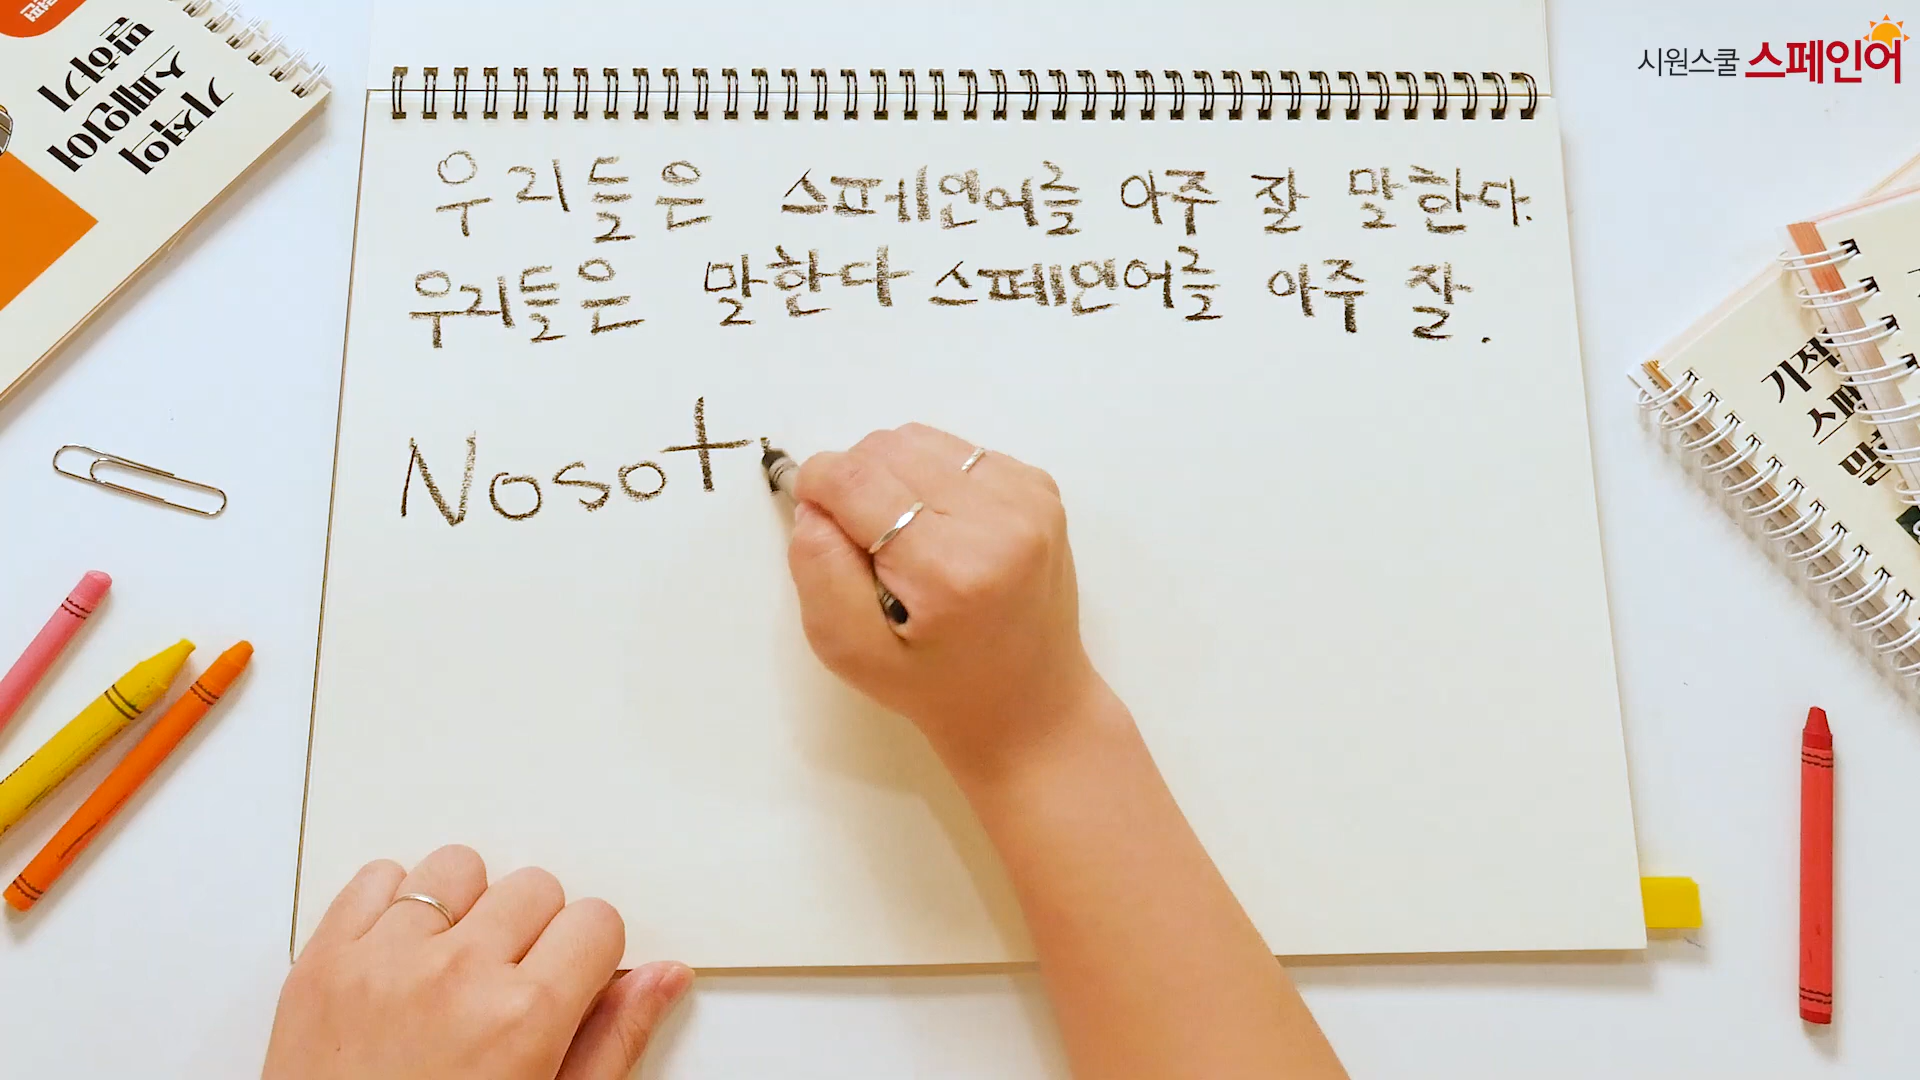 시원스쿨 스페인어
우리들은 스페인어를 아주 잘 말한다.
우리들은 말한다 스페인어를 아주 잘.
Nosot
기적